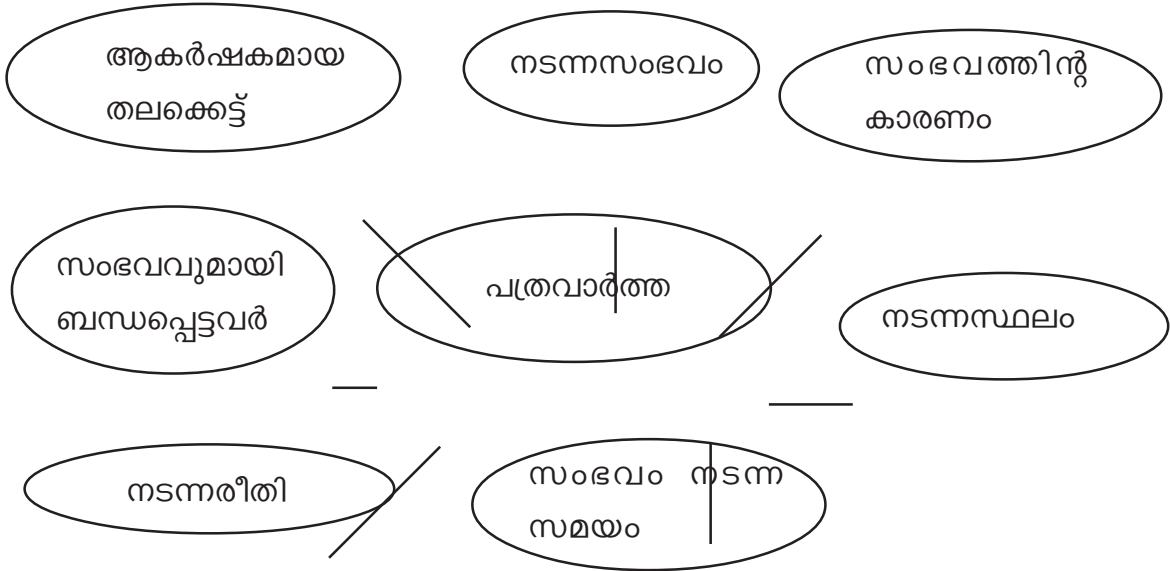 ആകർഷകമായ
തലക്കെട്ട്
നടന്നസംഭവം
സംഭവത്തിന്റ
കാരണം
സംഭവവുമായി
ബന്ധപ്പെട്ടവർ
പത്രവാർത്ത
നടന്നസ്ഥലം
നടന്നരീതി
സംഭവം നടന്ന
സമയം